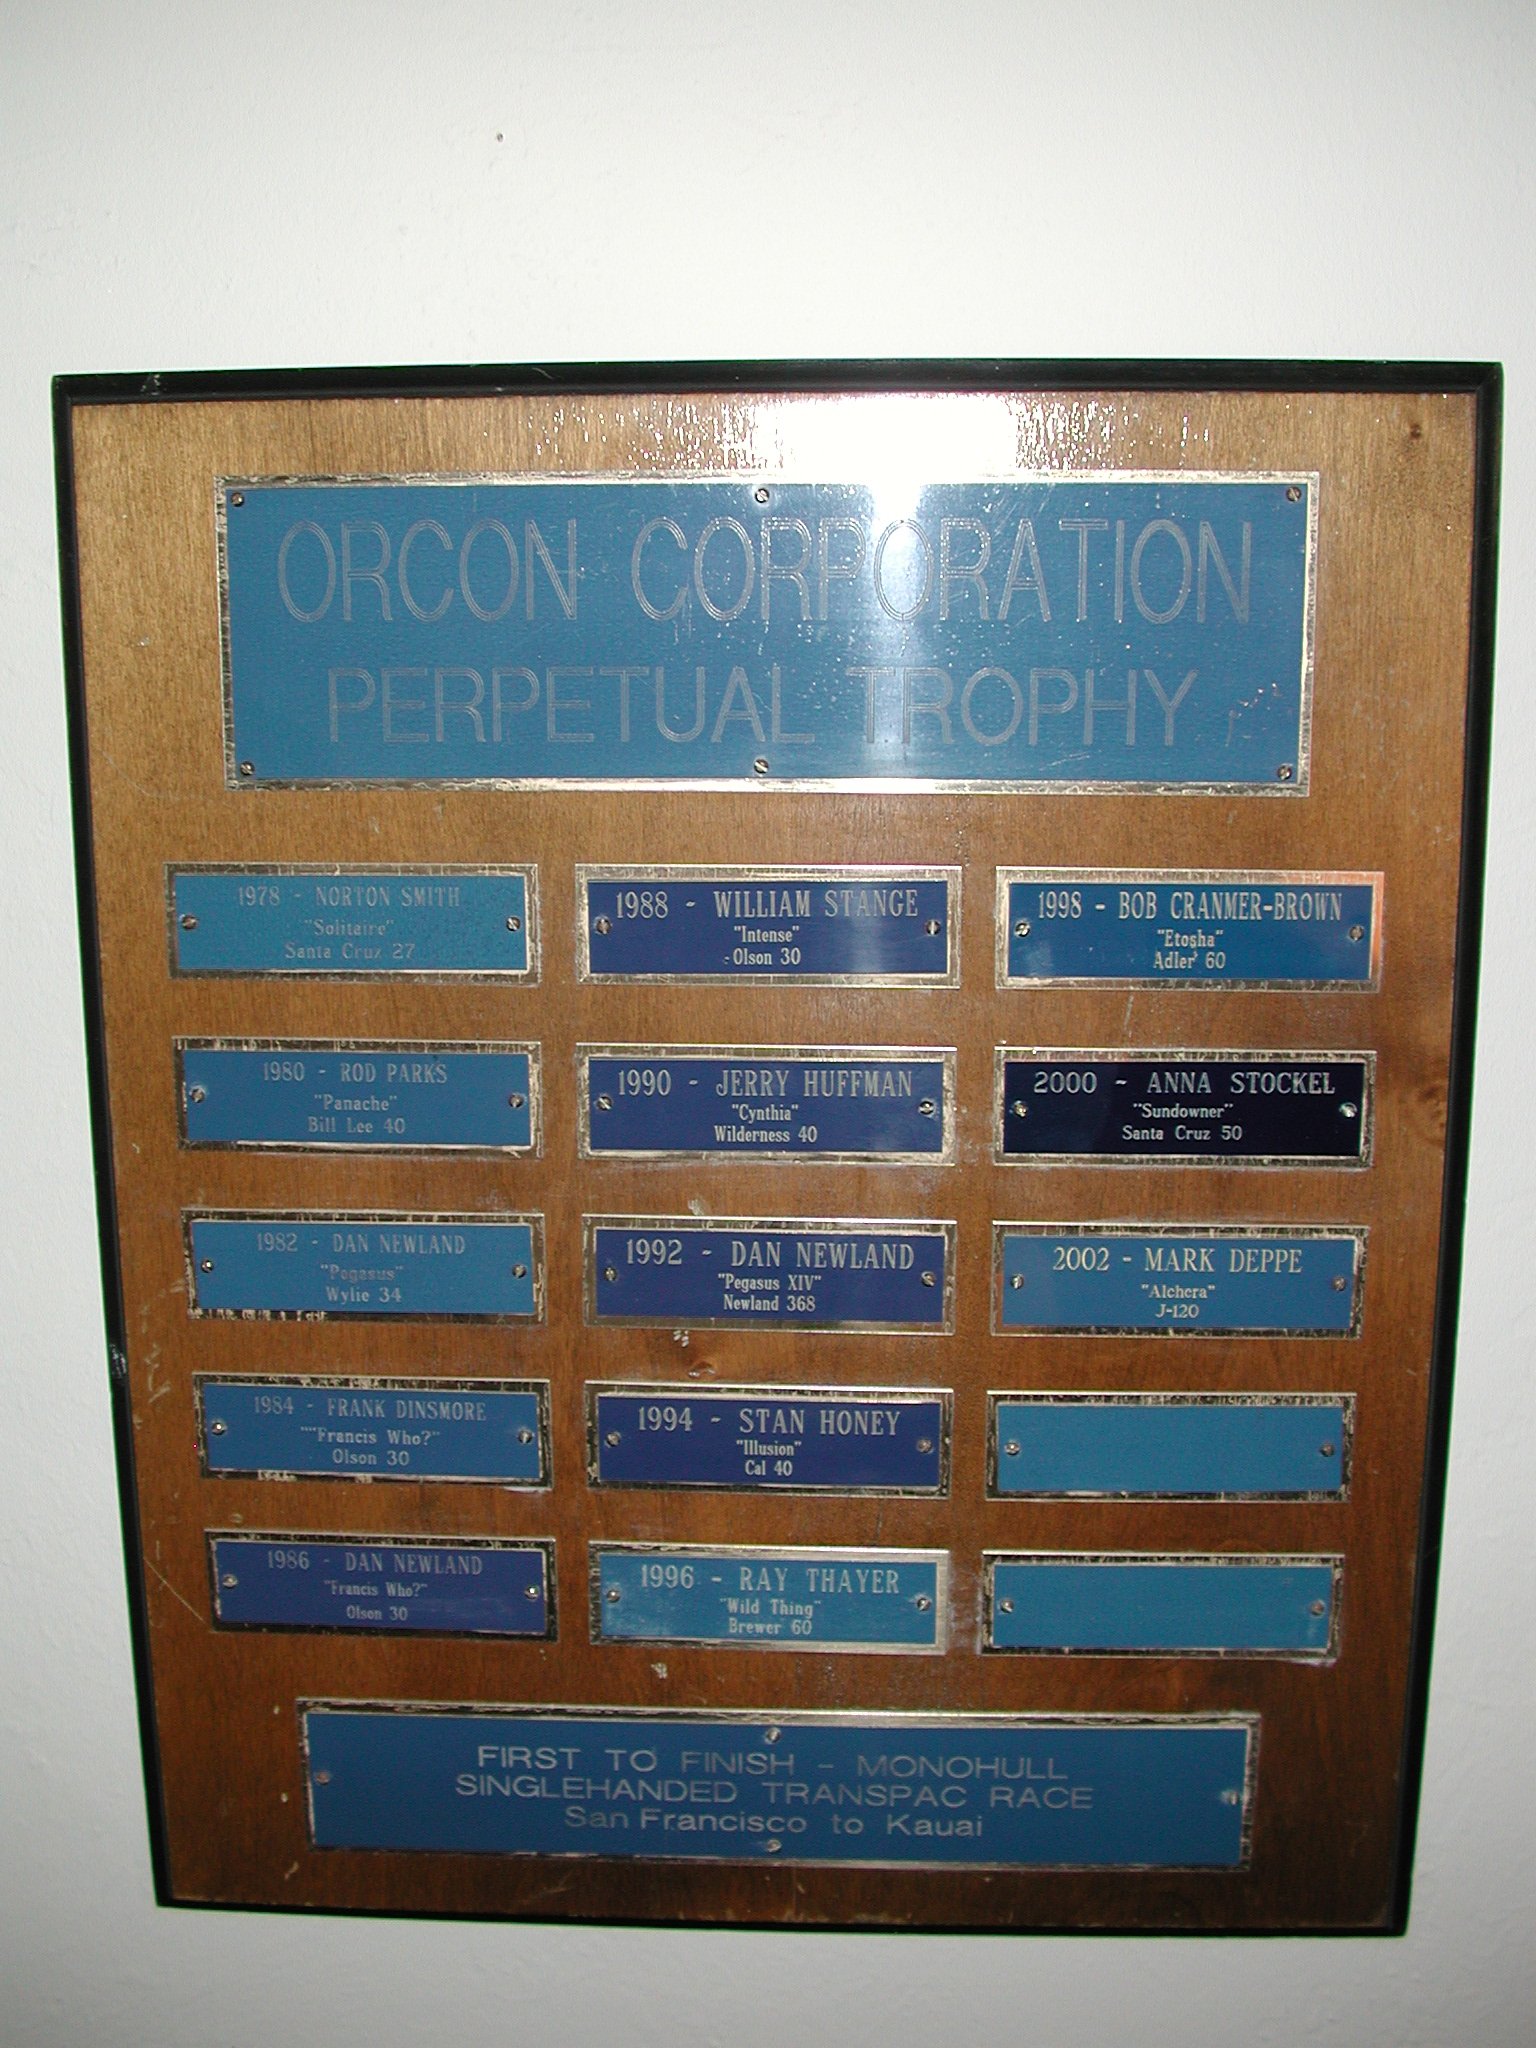 ORCON CORPORATION
PERPETUAL TROPHY
1978 - NORTON SMITH
"Solitaire"
Santa Cruz 27
1980 - ROD PARKS
"Panache"
Bill Lee 40
1982 - DAN NEWLAND
"Pegasus"
Wylie 34
1984 - FRANK DINSMORE
""Francis Who?"
Olson 30
1986 - DAN NEWLAND
"Francis Who?"
Olson 30
1988 - WILLIAM STANGE
"Intense"
Olson 30
1990 - JERRY HUFFMAN
"Cynthia"
Wilderness 40
1992 - DAN NEWLAND
"Pegasus XIV"
Newland 368
1994 - STAN HONEY
"Illusion"
Cal 40
1996 - RAY THAYER
"Wild Thing"
Brewer 60
1998 - BOB CRANMER-BROWN
"Etosha"
Adler 60
2000 - ANNA STOCKEL
"Sundowner"
Santa Cruz 50
2002 - MARK DEPPE
"Alchera"
J-120
FIRST TO FINISH - MONOHULL
SINGLEHANDED TRANSPAC RACE
San Francisco to Kauai